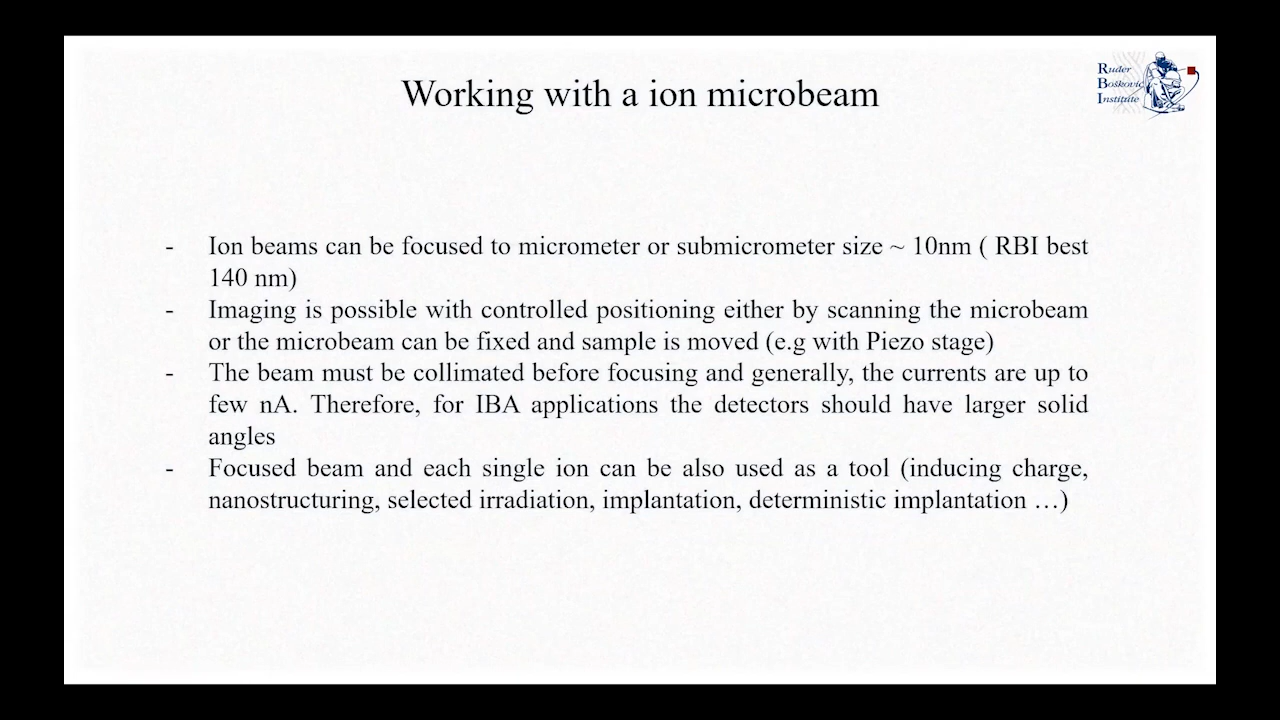 Working with a ion microbeam
Ruder
Bošković
Institute
- Ion beams can be focused to micrometer or submicrometer size ~ 10nm ( RBI best
140 nm)
- Imaging is possible with controlled positioning either by scanning the microbeam
or the microbeam can be fixed and sample is moved (e.g with Piezo stage)
- The beam must be collimated before focusing and generally, the currents are up to
few nA. Therefore, for IBA applications the detectors should have larger solid
angles
- Focused beam and each single ion can be also used as a tool (inducing charge,
nanostructuring, selected irradiation, implantation, deterministic implantation …)